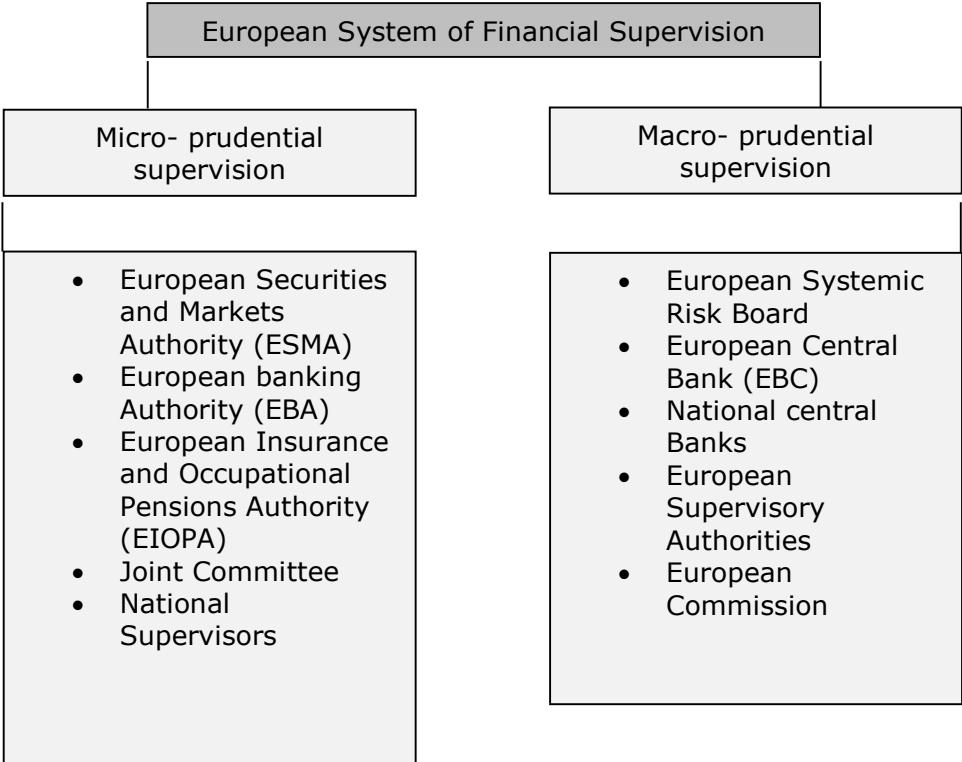 European System of Financial Supervision
Micro- prudential
supervision
Macro- prudential
supervision
• European Securities
and Markets
Authority (ESMA)
• European banking
Authority (EBA)
• European Insurance
and Occupational
Pensions Authority
(EIOPA)
• Joint Committee
• National
Supervisors
• European Systemic
Risk Board
• European Central
Bank (EBC)
• National central
Banks
• European
Supervisory
Authorities
• European
Commission